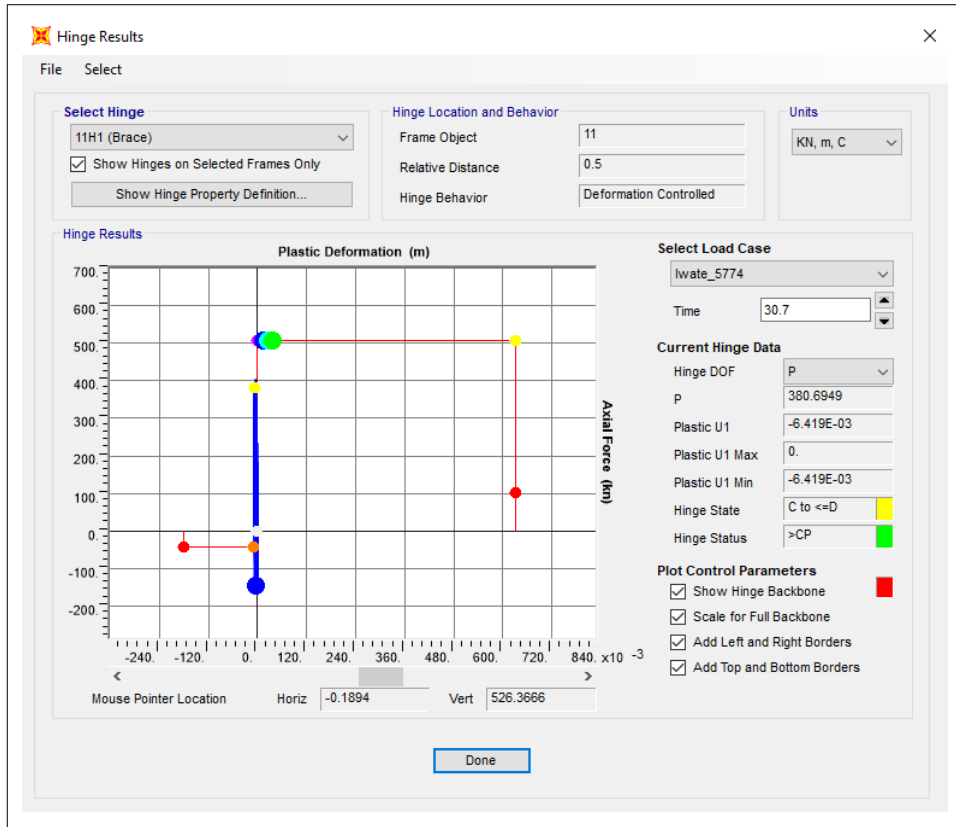 Hinge Results
File Select
Select Hinge
11H1 (Brace)
Show Hinges on Selected Frames Only
Show Hinge Property Definition...
Hinge Location and Behavior
Frame Object 11
Relative Distance 0.5
Hinge Behavior Deformation Controlled
Units
KN, m, C
Hinge Results
Plastic Deformation (m)
700.
600.
500.
400.
300.
200.
100.
0.
-100.
-200.
-240. -120. 0. 120. 240. 360. 480. 600. 720. 840. x10 -3
Axial Force (kn)
Mouse Pointer Location Horiz -0.1894 Vert 526.3666
Select Load Case
Iwate_5774
Time 30.7
Current Hinge Data
Hinge DOF P
P 380.6949
Plastic U1 -6.419E-03
Plastic U1 Max 0.
Plastic U1 Min -6.419E-03
Hinge State C to <=D
Hinge Status >CP
Plot Control Parameters
Show Hinge Backbone
Scale for Full Backbone
Add Left and Right Borders
Add Top and Bottom Borders
Done